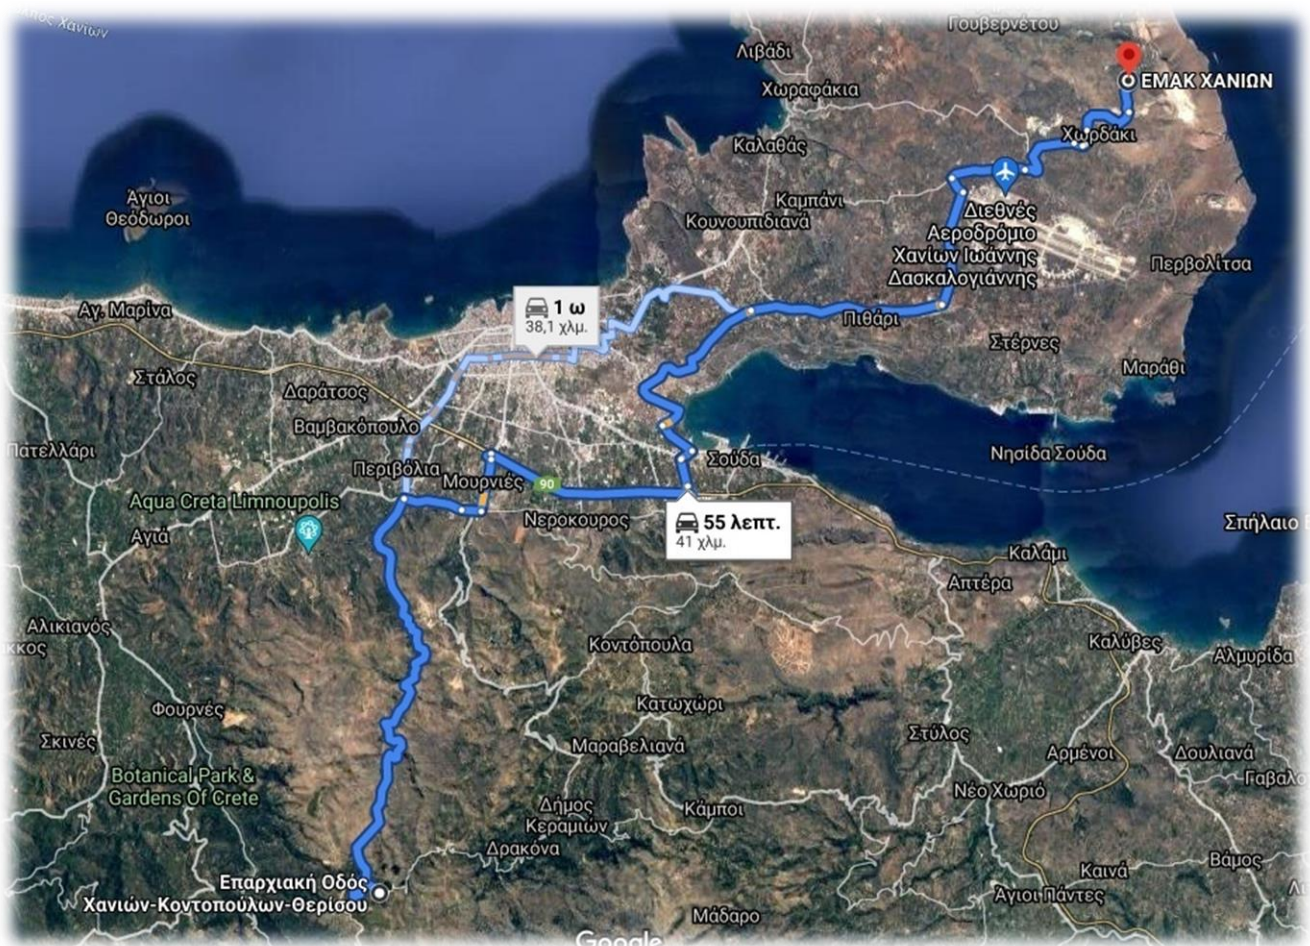 Γουβερνέτου
Λιβάδι
ΕΜΑΚ ΧΑΝΙΩΝ
Χωραφάκια
Χωρδάκι
Καλαθάς
Άγιοι
Θεόδωροι
Καμπάνι
Κουνουπιδιανά
Διεθνές
Αεροδρόμιο
Χανίων Ιωάννης
Δασκαλογιάννης
Περβολίτσα
Αγ. Μαρίνα
1 ω
38,1 χλμ.
Πιθάρι
Στέρνες
Μαράθι
Στάλος
Δαράτσος
Βαμβακόπουλο
Πατελλάρι
Περιβόλια
Μουρνιές
90
Σούδα
Νησίδα Σούδα
Aqua Creta Limnoupolis
Νεροκουρος
55 λεπτ.
41 χλμ.
Σπήλαιο
Αγιά
Καλάμι
Απτέρα
Αλικιανός
κκος
Κοντόπουλα
Καλύβες
Αλμυρίδα
Φουρνές
Κατωχώρι
Σκινές
Μαραβελιανά
Στύλος
Αρμένοι
Δουλιανά
Botanical Park &
Gardens Of Crete
Γαβαλο
Νέο Χωριό
Δήμος
Κεραμιών
Κάμποι
Δρακόνα
Βάμος
Καινά
Επαρχιακή Οδός
Χανιών-Κοντοπούλων-Θερίσου
Άγιοι Πάντες
Μάδαρο
Google